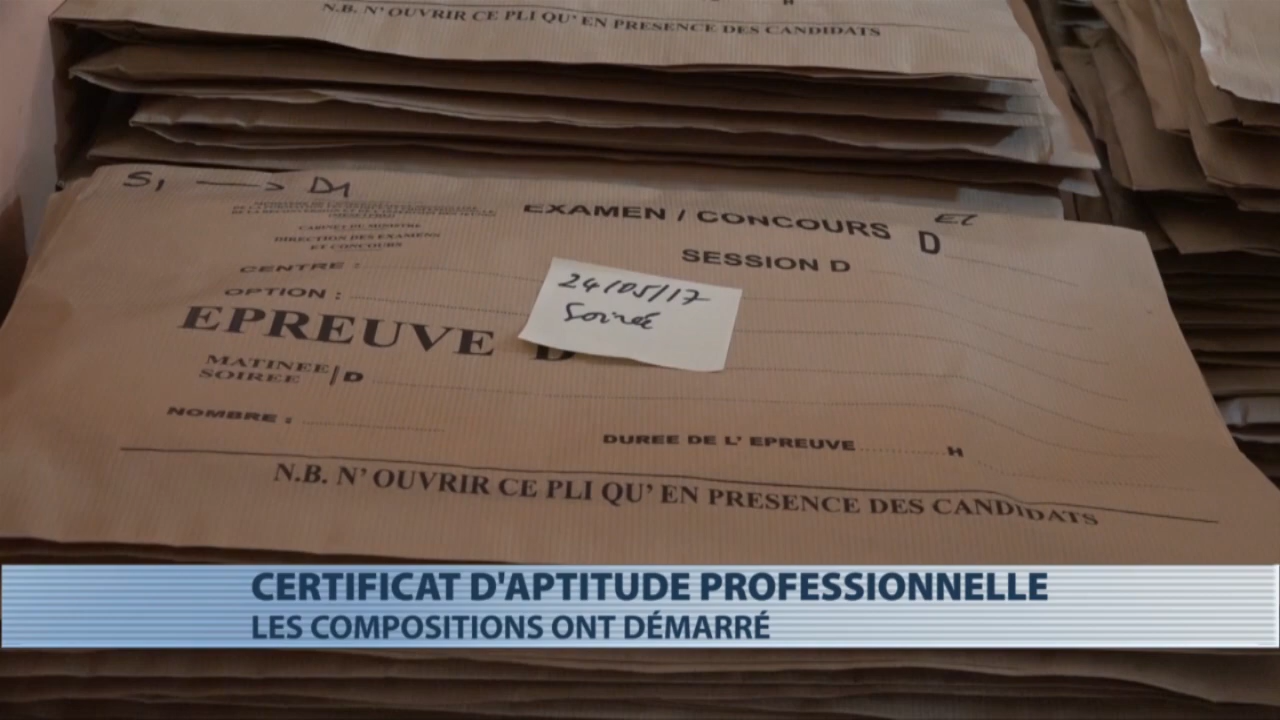 N.B. N' OUVRIR CE PLI QU' EN PRESENCE DES CANDIDATS
H
S1 —> D1
EXAMEN / CONCOURS D
El
CABINET DU MINISTRE
DIRECTION DES EXAMENS
ET CONCOURS
SESSION D
CENTRE :
OPTION :
24/05/17
Soirée
EPREUVE D
MATINEE
SOIREE | D
NOMBRE :
DUREE DE L' EPREUVE H
N.B. N' OUVRIR CE PLI QU' EN PRESENCE DES CANDIDATS
CERTIFICAT D'APTITUDE PROFESSIONNELLE
LES COMPOSITIONS ONT DÉMARRÉ